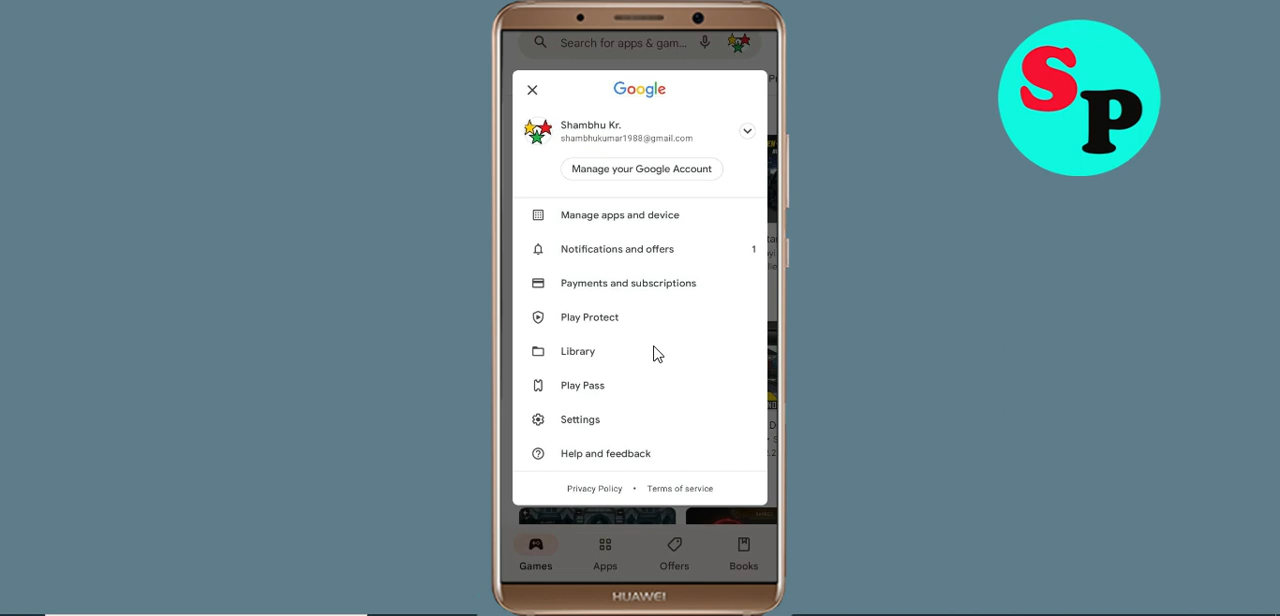 Search for apps & gam...
Google
Shambhu Kr.
shambhukumar1988@gmail.com
Manage your Google Account
Manage apps and device
Notifications and offers 1
Payments and subscriptions
Play Protect
Library
Play Pass
Settings
Help and feedback
Privacy Policy • Terms of service
Games Apps Offers Books
HUAWEI
SP